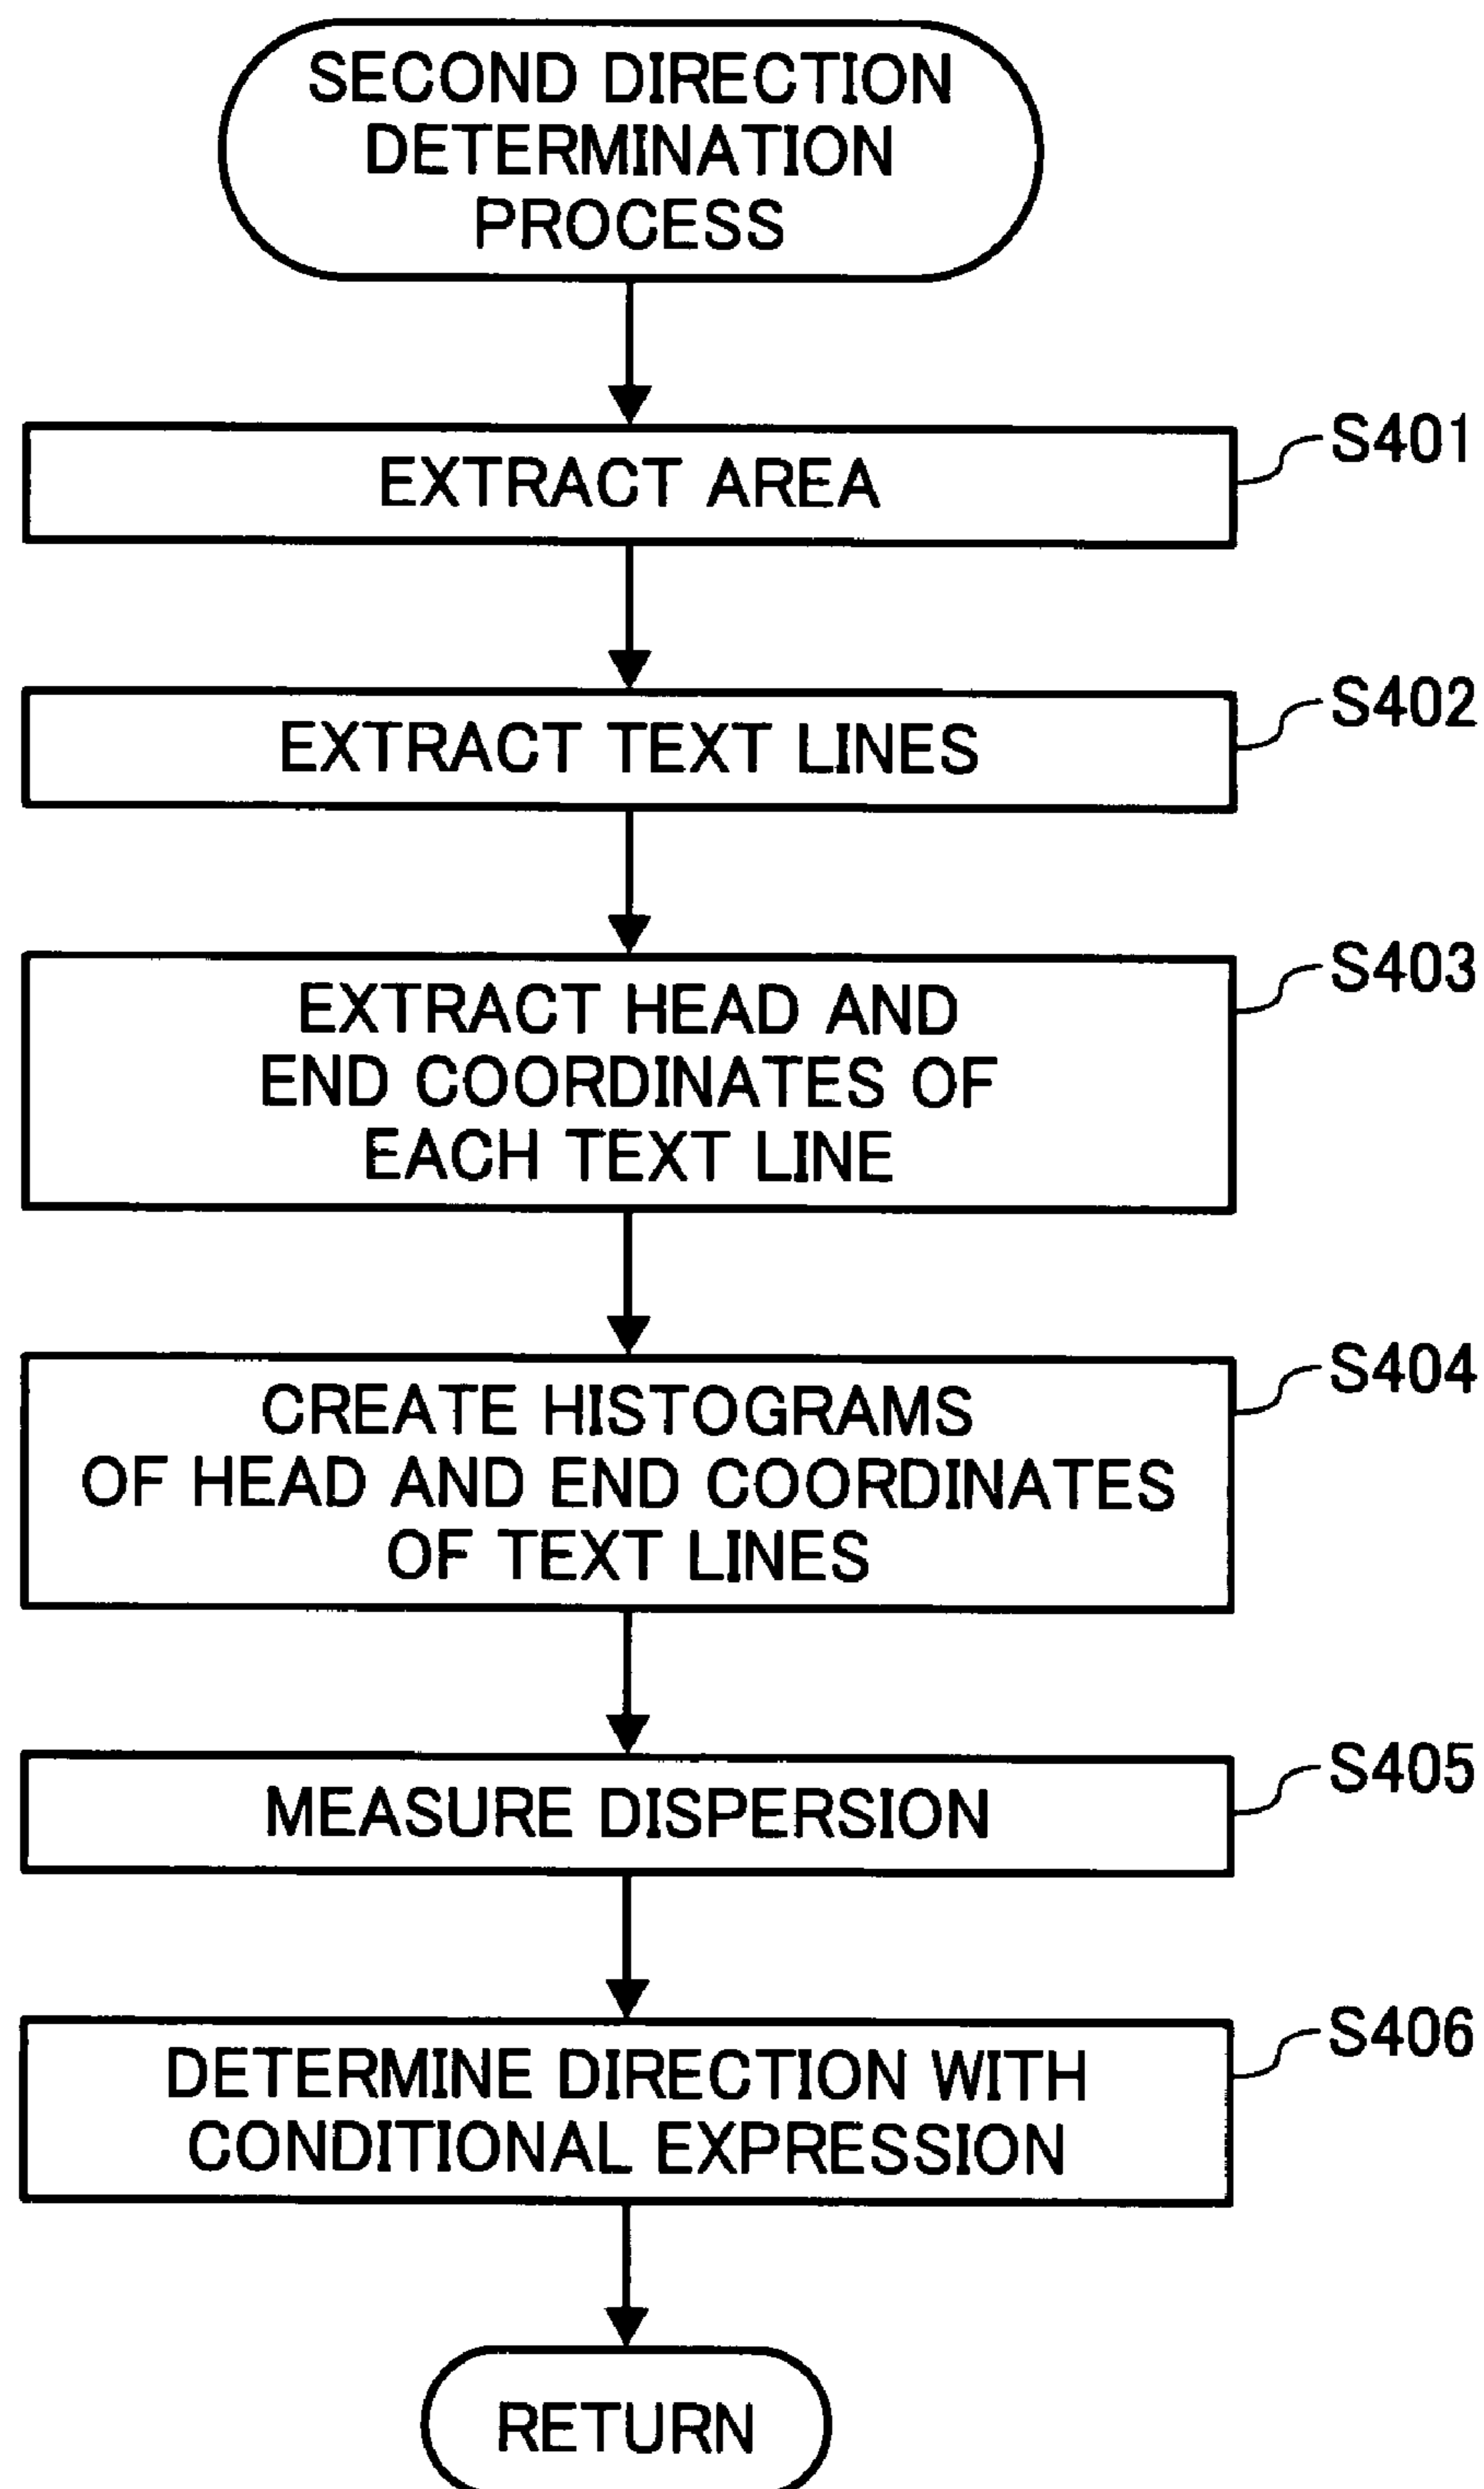 SECOND DIRECTION
DETERMINATION
PROCESS
EXTRACT AREA
S401
EXTRACT TEXT LINES
S402
EXTRACT HEAD AND
END COORDINATES OF
EACH TEXT LINE
S403
CREATE HISTOGRAMS
OF HEAD AND END COORDINATES
OF TEXT LINES
S404
MEASURE DISPERSION
S405
DETERMINE DIRECTION WITH
CONDITIONAL EXPRESSION
S406
RETURN